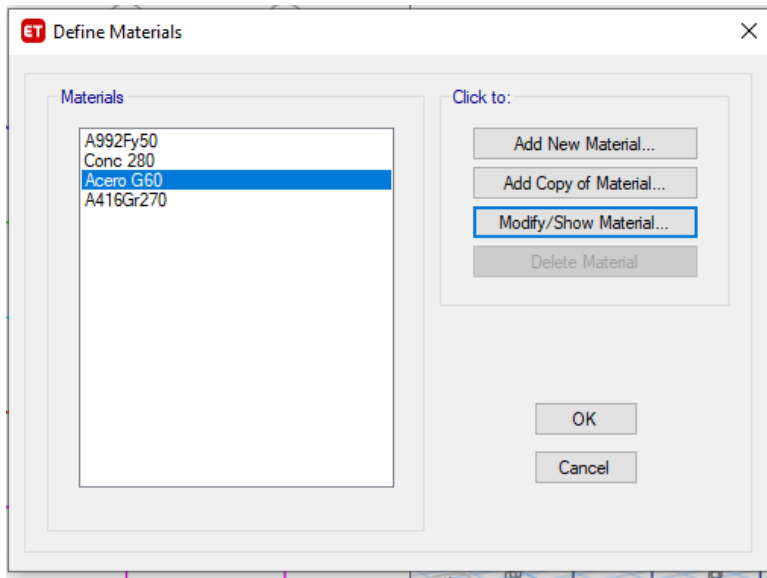 ET Define Materials
Materials
A992Fy50
Conc 280
Acero G60
A416Gr270
Click to:
Add New Material...
Add Copy of Material...
Modify/Show Material...
Delete Material
OK
Cancel